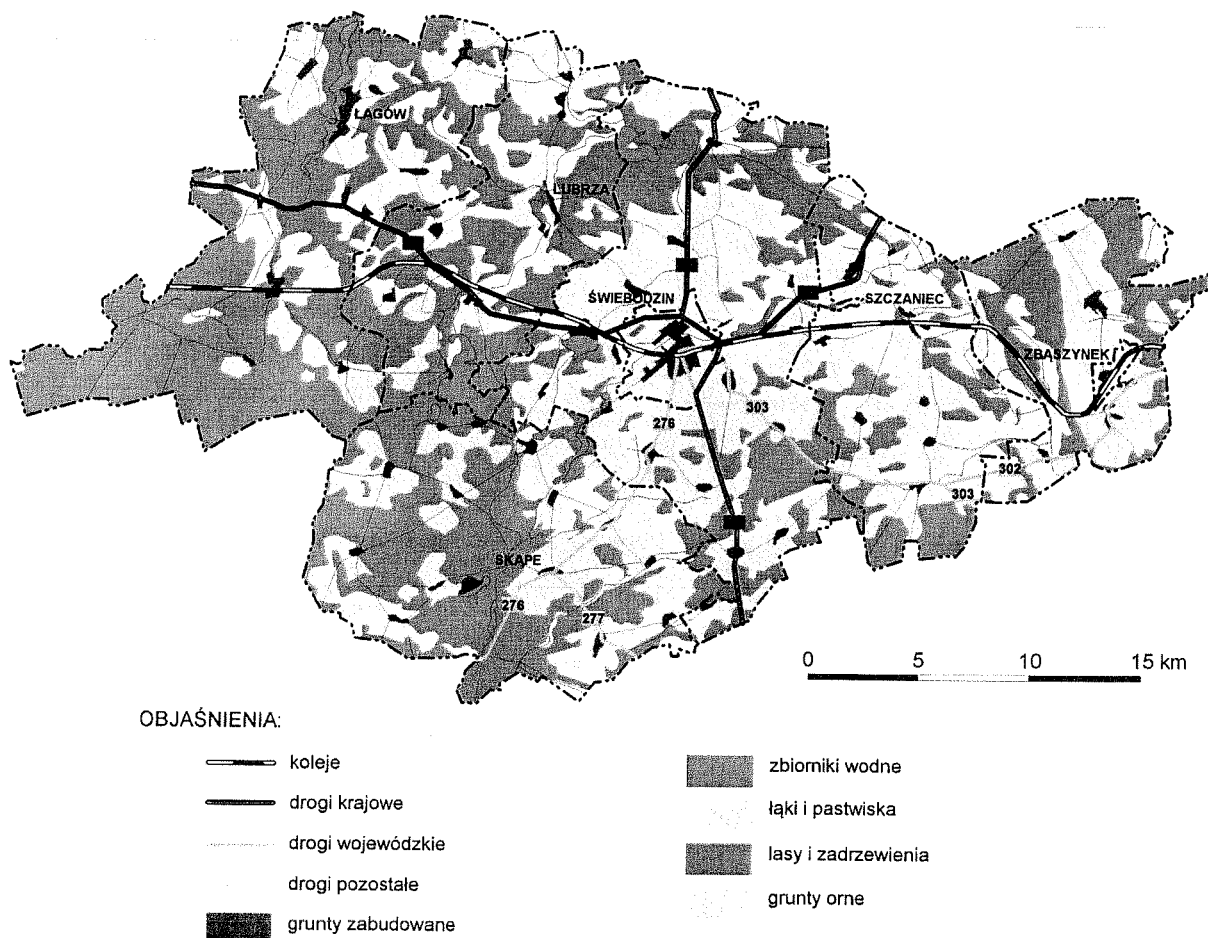 ŁAGÓW
LUBRZA
ŚWIEBODZIN
SZCZANIEC
ZBĄSZYNEK
276
303
302
303
SKĄPE
276
277
0 5 10 15 km
OBJAŚNIENIA:
koleje
drogi krajowe
drogi wojewódzkie
drogi pozostałe
grunty zabudowane
zbiorniki wodne
łąki i pastwiska
lasy i zadrzewienia
grunty orne